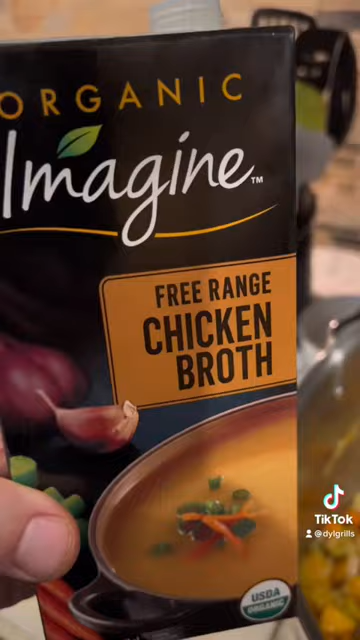 ORGANIC
Imagine™
FREE RANGE
CHICKEN
BROTH
USDA
ORGANIC
TikTok
@dylgrills